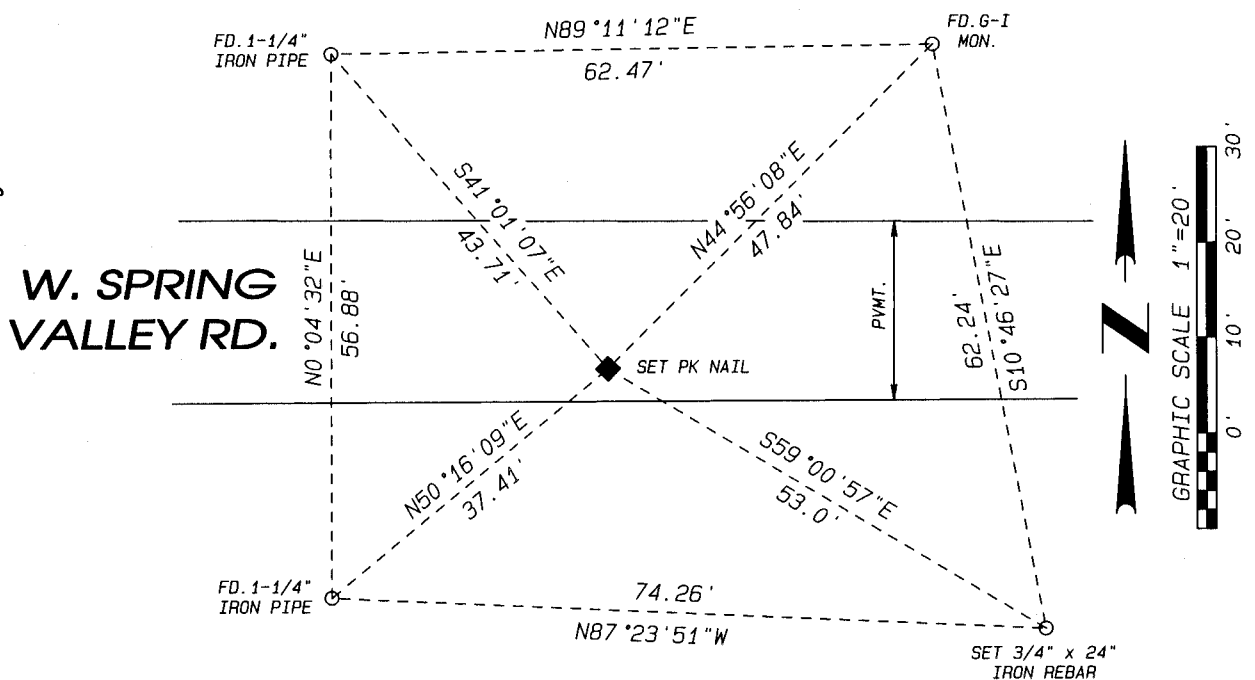 FD. 1-1/4"
IRON PIPE
N89°11'12"E
62.47'
FD. G-I
MON.
S41°01'07"E
43.71'
N44°56'08"E
47.84'
W. SPRING
VALLEY RD.
N0°04'32"E
56.88'
PVMT.
62.24'
S10°46'27"E
SET PK NAIL
N50°16'09"E
37.41'
S59°00'57"E
53.0'
FD. 1-1/4"
IRON PIPE
74.26'
N87°23'51"W
SET 3/4" x 24"
IRON REBAR
N
GRAPHIC SCALE 1"=20'
0'
10'
20'
30'